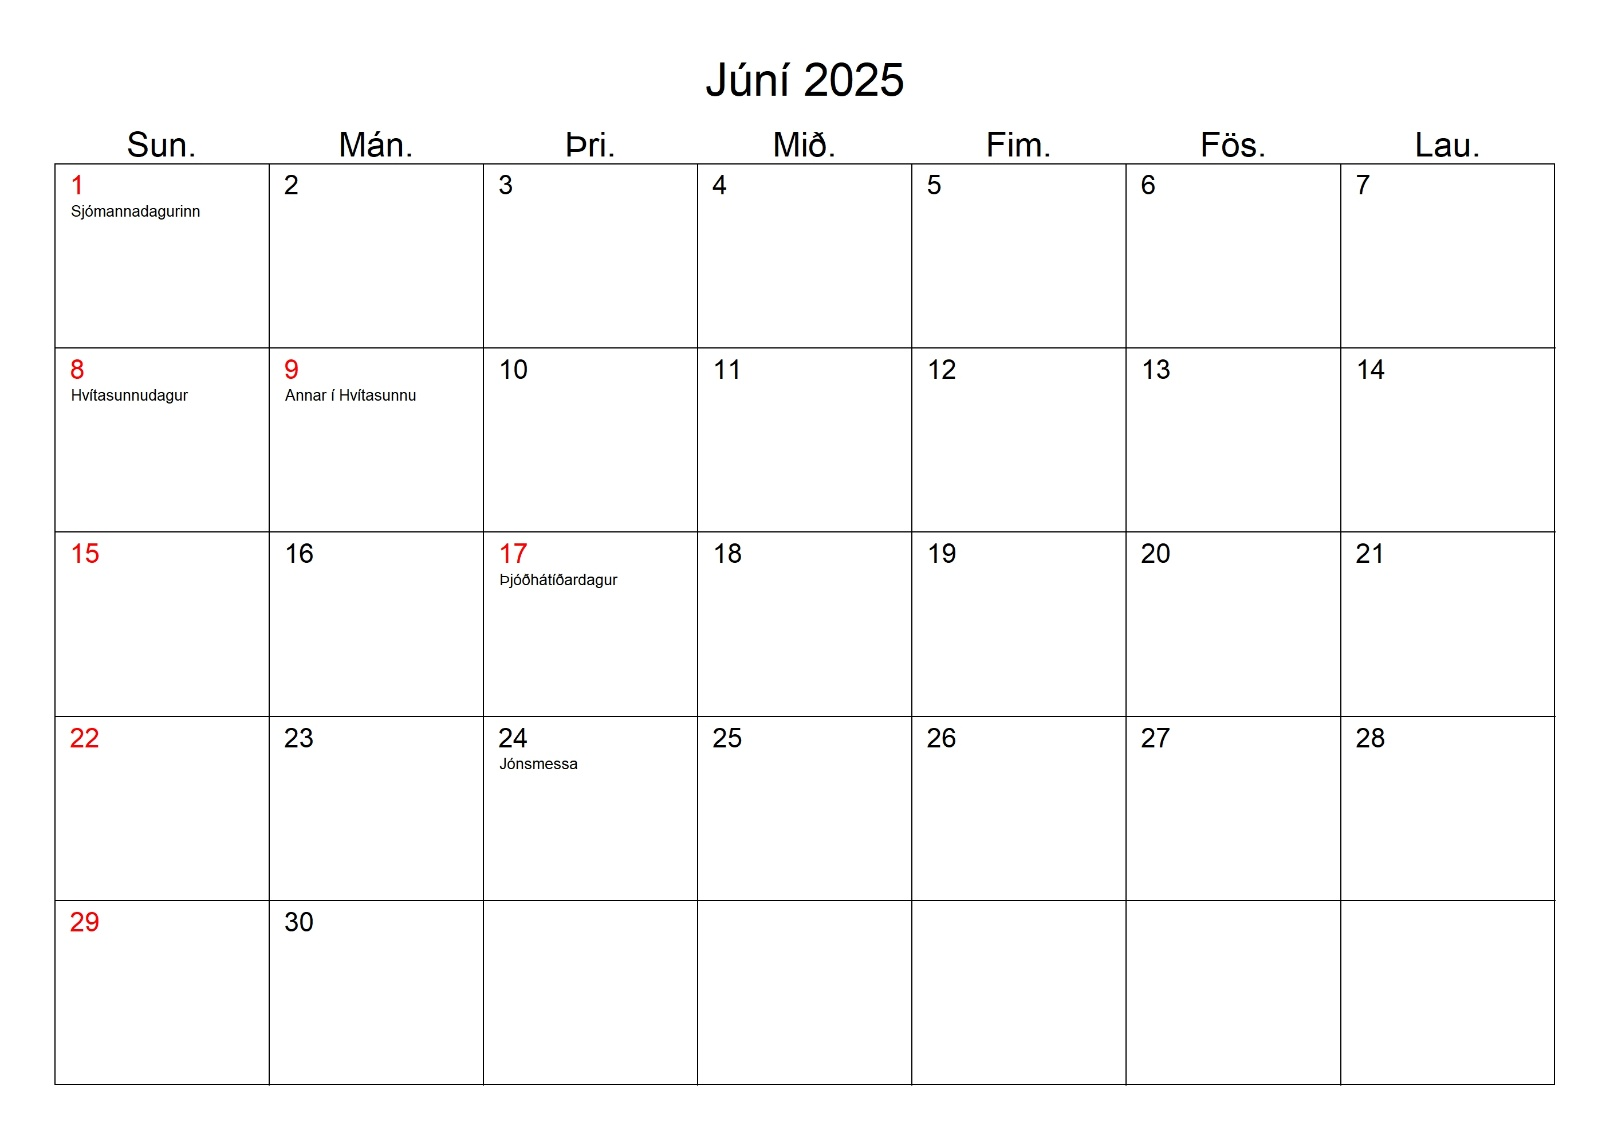 Júní 2025
Sun. Mán. Þri. Mið. Fim. Fös. Lau.
1 2 3 4 5 6 7
Sjómannadagurinn
8 9 10 11 12 13 14
Hvítasunnudagur Annar í Hvítasunnu
15 16 17 18 19 20 21
Þjóðhátíðardagur
22 23 24 25 26 27 28
Jónsmessa
29 30